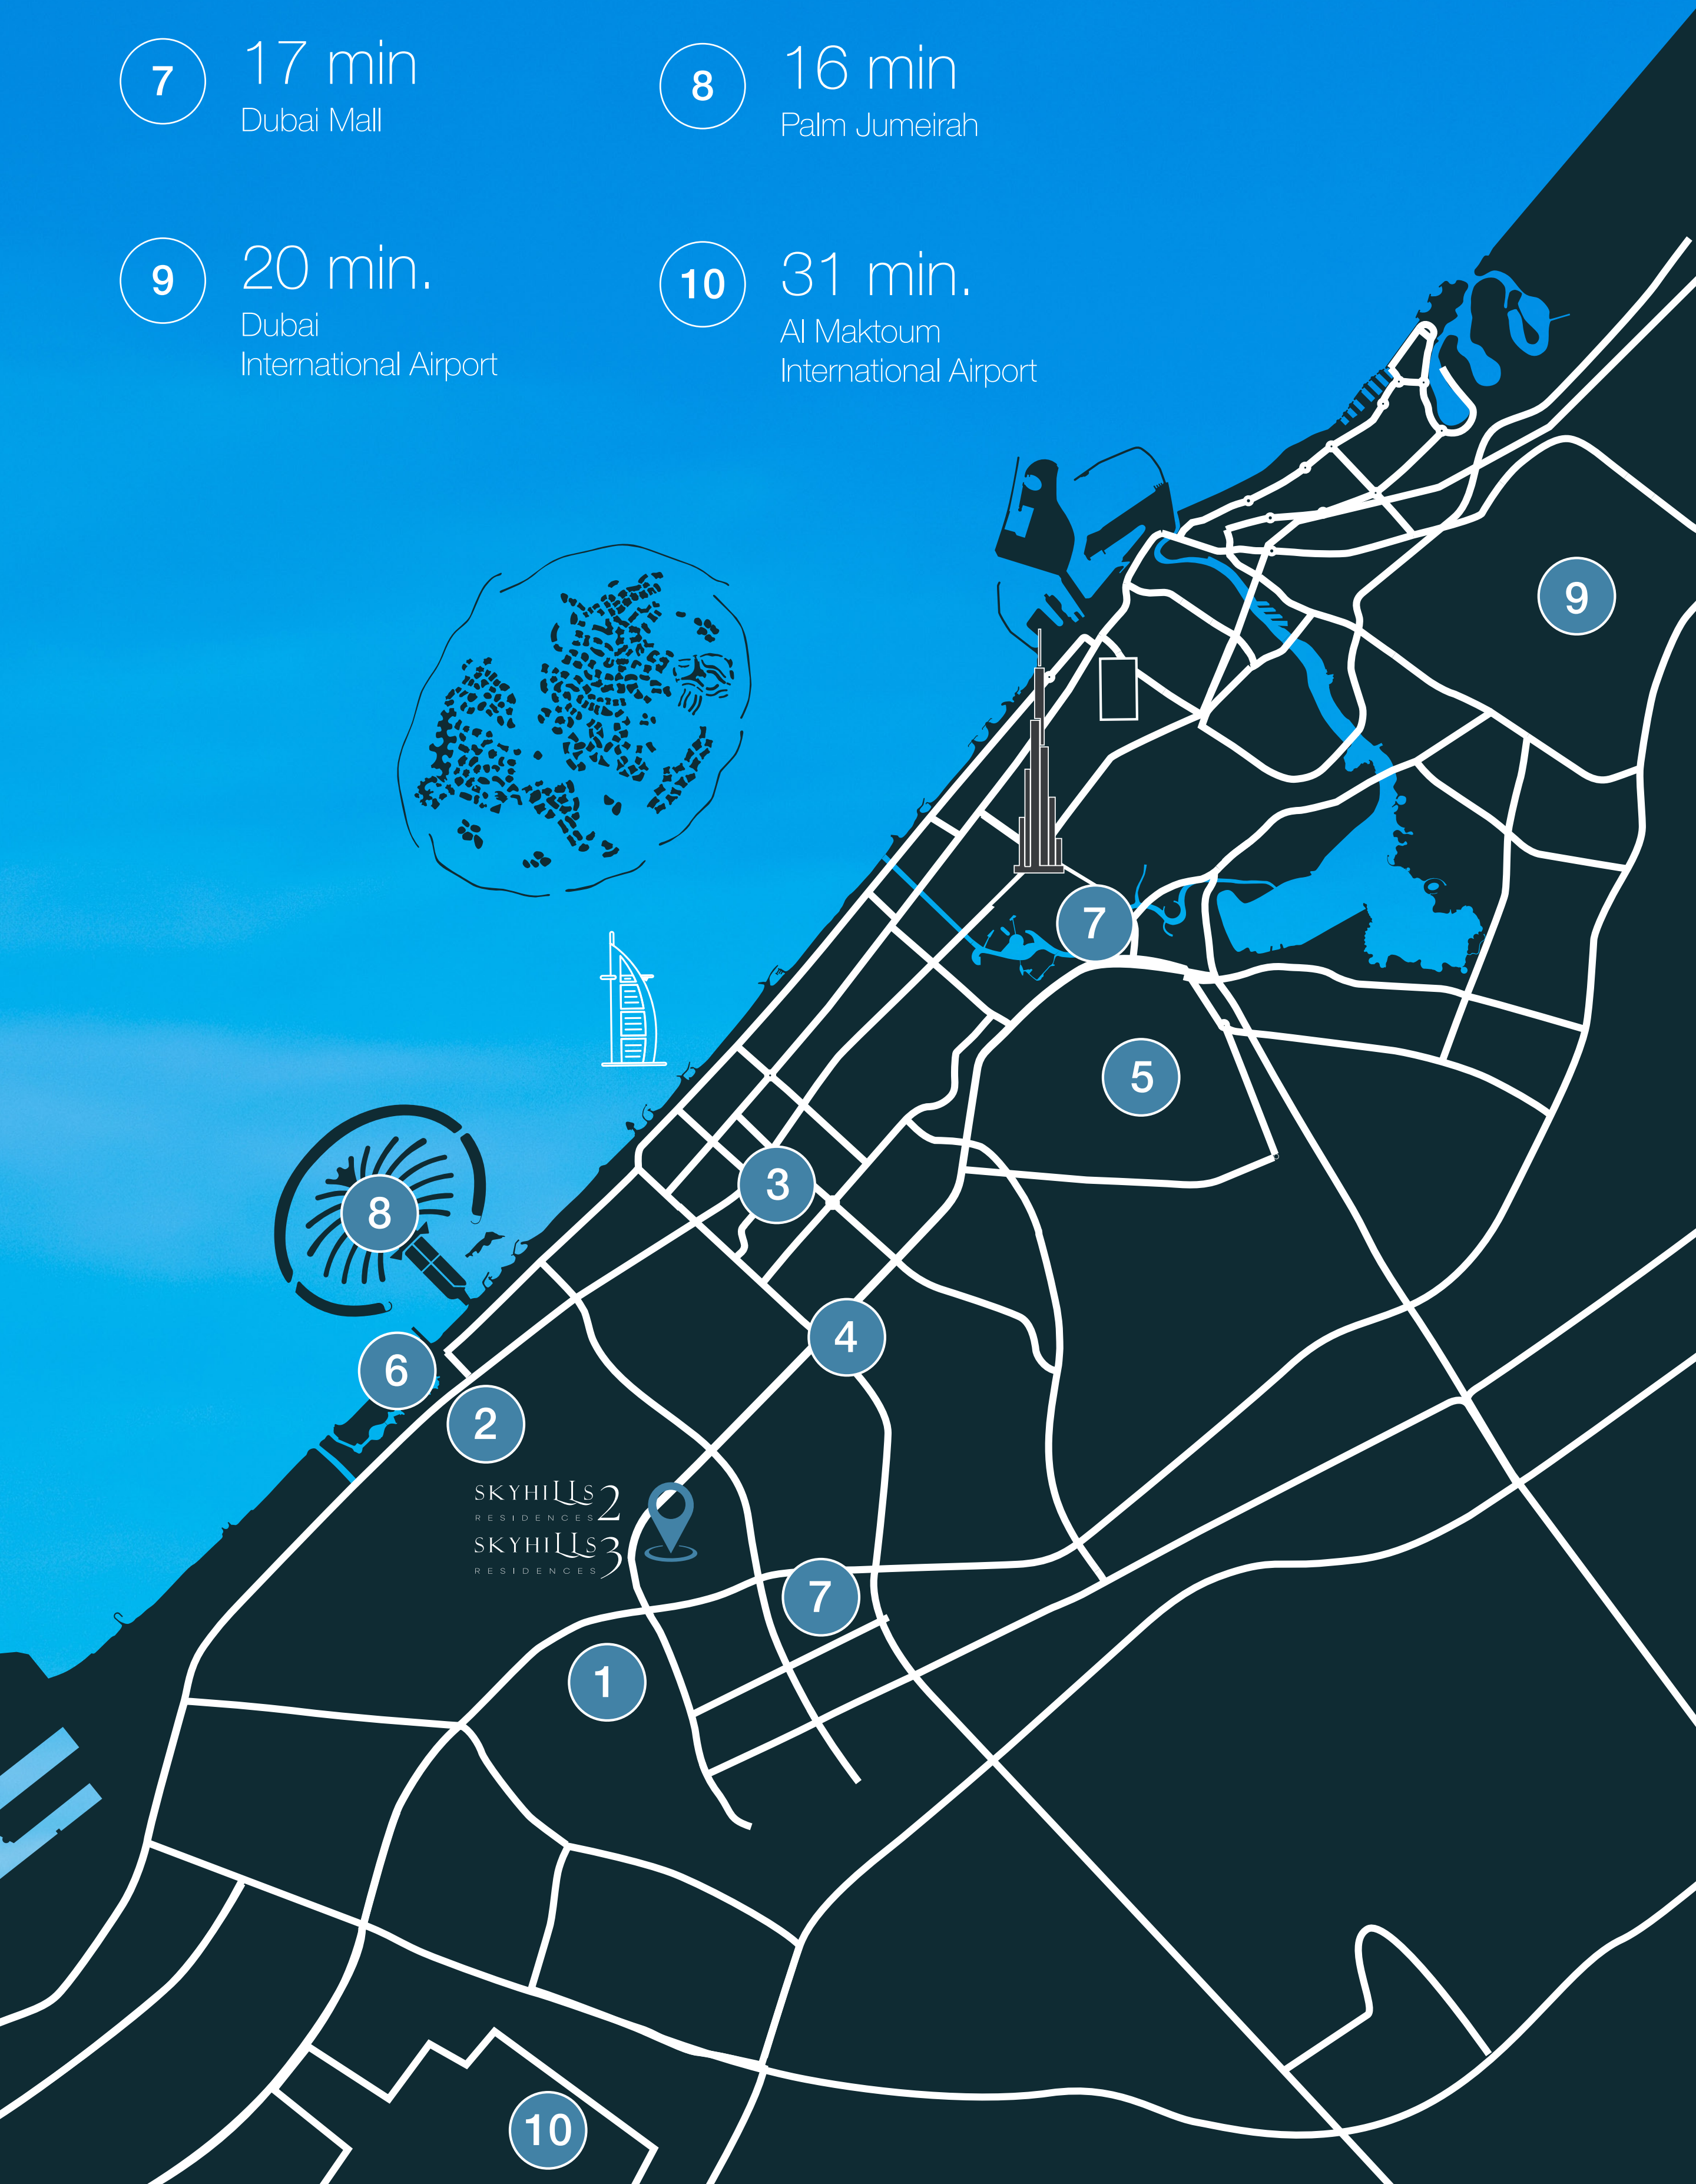 7
17 min
Dubai Mall
8
16 min
Palm Jumeirah
9
20 min.
Dubai
International Airport
10
31 min.
Al Maktoum
International Airport
9
7
5
3
8
4
6
2
SKYHILLS 2
RESIDENCES
SKYHILLS 3
RESIDENCES
7
1
10